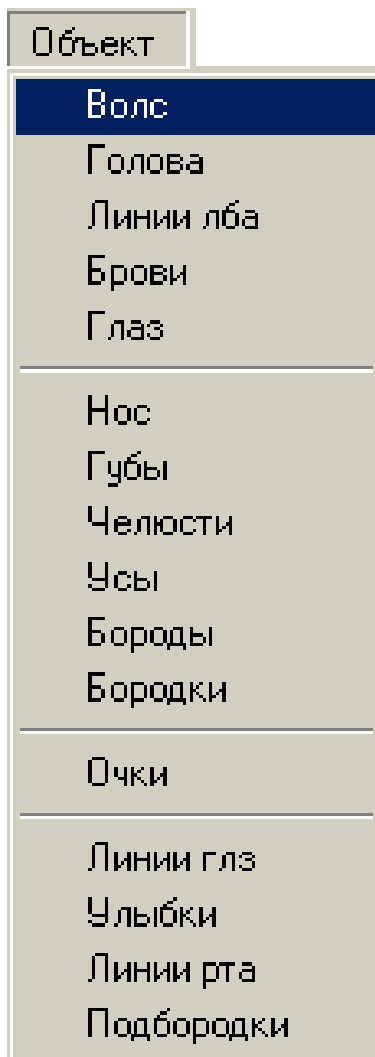 Объект
Волс
Голова
Линии лба
Брови
Глаз
Нос
Губы
Челюсти
Усы
Бороды
Бородки
Очки
Линии глз
Улыбки
Линии рта
Подбородки